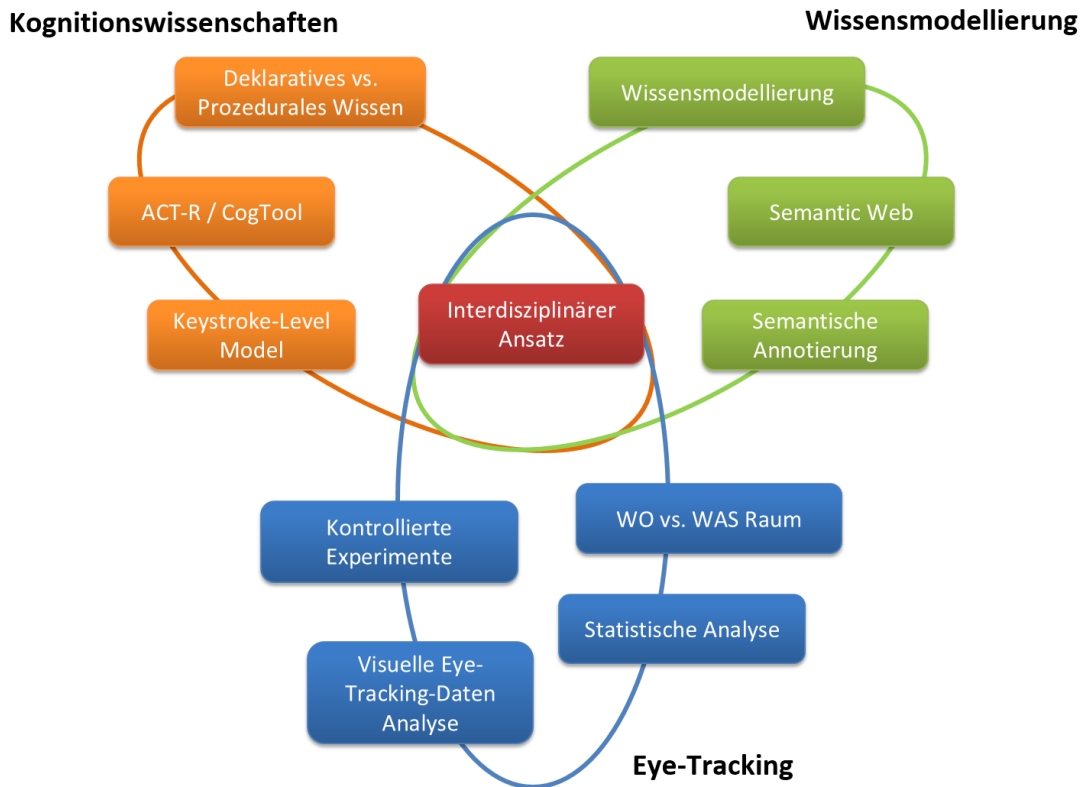 Kognitionswissenschaften
Wissensmodellierung
Deklaratives vs.
Prozedurales Wissen
Wissensmodellierung
ACT-R / CogTool
Semantic Web
Interdisziplinärer
Ansatz
Keystroke-Level
Model
Semantische
Annotierung
Kontrollierte
Experimente
WO vs. WAS Raum
Statistische Analyse
Visuelle Eye-
Tracking-Daten
Analyse
Eye-Tracking